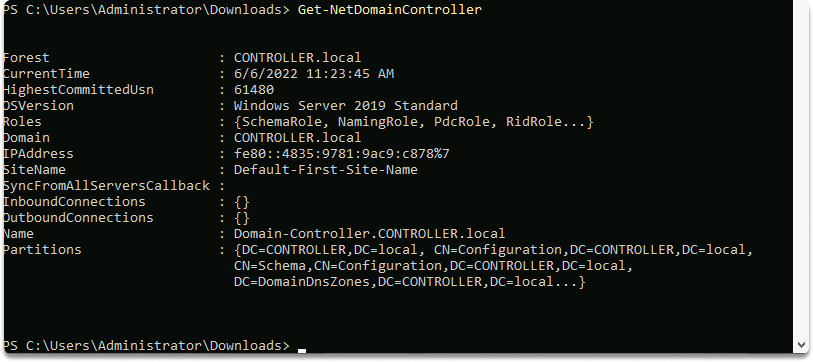 PS C:\Users\Administrator\Downloads> Get-NetDomainController
Forest : CONTROLLER.local
CurrentTime : 6/6/2022 11:23:45 AM
HighestCommittedUsn : 61480
OSVersion : Windows Server 2019 Standard
Roles : {SchemaRole, NamingRole, PdcRole, RidRole...}
Domain : CONTROLLER.local
IPAddress : fe80::4835:9781:9ac9:c878%7
SiteName : Default-First-Site-Name
SyncFromAllServersCallback :
InboundConnections : {}
OutboundConnections : {}
Name : Domain-Controller.CONTROLLER.local
Partitions : {DC=CONTROLLER,DC=local, CN=Configuration,DC=CONTROLLER,DC=local,
CN=Schema,CN=Configuration,DC=CONTROLLER,DC=local,
DC=DomainDnsZones,DC=CONTROLLER,DC=local...}
PS C:\Users\Administrator\Downloads>